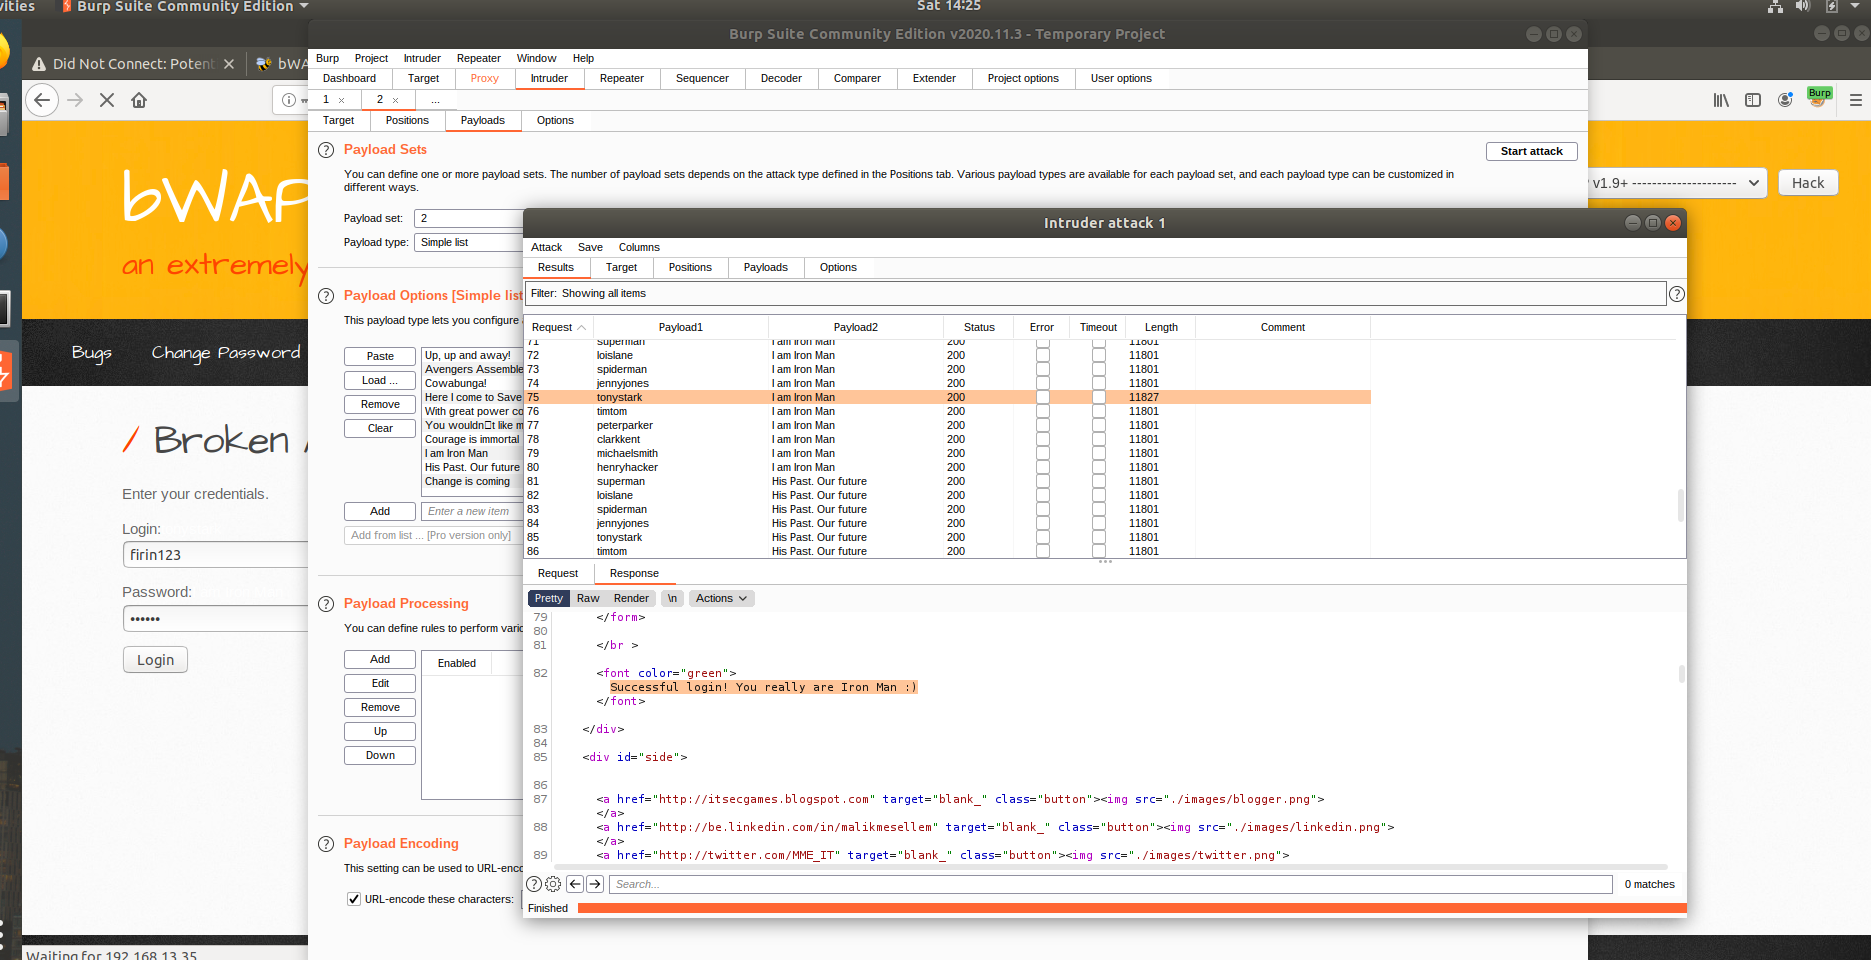 vities
Burp Suite Community Edition
Sat 14:25
Burp Suite Community Edition v2020.11.3 - Temporary Project
Did Not Connect: Potent
bWA
Burp Project Intruder Repeater Window Help
Dashboard Target Proxy Intruder Repeater Sequencer Decoder Comparer Extender Project options User options
1 × 2 × ...
Target Positions Payloads Options
Burp
Payload Sets
Start attack
You can define one or more payload sets. The number of payload sets depends on the attack type defined in the Positions tab. Various payload types are available for each payload set, and each payload type can be customized in
different ways.
bWAP
an extremely
v1.9+ ---------------------
Hack
Payload set: 2
Payload type: Simple list
Bugs Change Password
Payload Options [Simple list
This payload type lets you configure
Paste
Load ...
Remove
Clear
Up, up and away!
Avengers Assemble
Cowabunga!
Here I come to Save
With great power co
You wouldn□t like m
Courage is immortal
I am Iron Man
His Past. Our future
Change is coming
Add
Enter a new item
Add from list ... [Pro version only]
/ Broken
Enter your credentials.
Login:
firin123
Password:
••••••
Login
Payload Processing
You can define rules to perform vario
Add
Edit
Remove
Up
Down
Enabled
Payload Encoding
This setting can be used to URL-enco
URL-encode these characters:
Waiting for 192.168.13.35
Intruder attack 1
Attack Save Columns
Results Target Positions Payloads Options
Filter: Showing all items
Request Payload1 Payload2 Status Error Timeout Length Comment
71 superman I am Iron Man 200 11801
72 loislane I am Iron Man 200 11801
73 spiderman I am Iron Man 200 11801
74 jennyjones I am Iron Man 200 11801
75 tonystark I am Iron Man 200 11827
76 timtom I am Iron Man 200 11801
77 peterparker I am Iron Man 200 11801
78 clarkkent I am Iron Man 200 11801
79 michaelsmith I am Iron Man 200 11801
80 henryhacker I am Iron Man 200 11801
81 superman His Past. Our future 200 11801
82 loislane His Past. Our future 200 11801
83 spiderman His Past. Our future 200 11801
84 jennyjones His Past. Our future 200 11801
85 tonystark His Past. Our future 200 11801
86 timtom His Past. Our future 200 11801
Request Response
Pretty Raw Render \n Actions
79 </form>
80
81 </br >
82 <font color="green">
Successful login! You really are Iron Man :)
</font>
83 </div>
84
85 <div id="side">
86
87 <a href="http://itsecgames.blogspot.com" target="blank_" class="button"><img src="./images/blogger.png">
</a>
88 <a href="http://be.linkedin.com/in/malikmesellem" target="blank_" class="button"><img src="./images/linkedin.png">
</a>
89 <a href="http://twitter.com/MME_IT" target="blank_" class="button"><img src="./images/twitter.png">
Search...
0 matches
Finished